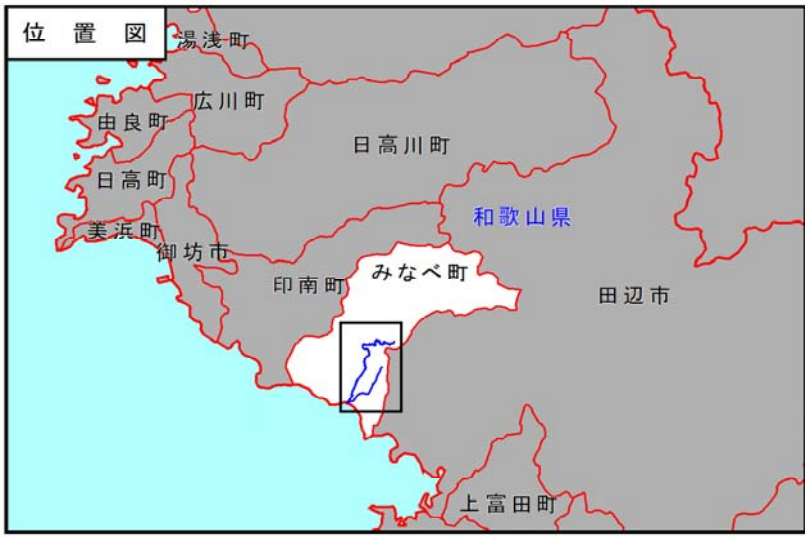 位置図
湯浅町
広川町
由良町
日高川町
日高町
和歌山県
美浜町
御坊市
みなべ町
印南町
田辺市
上富田町